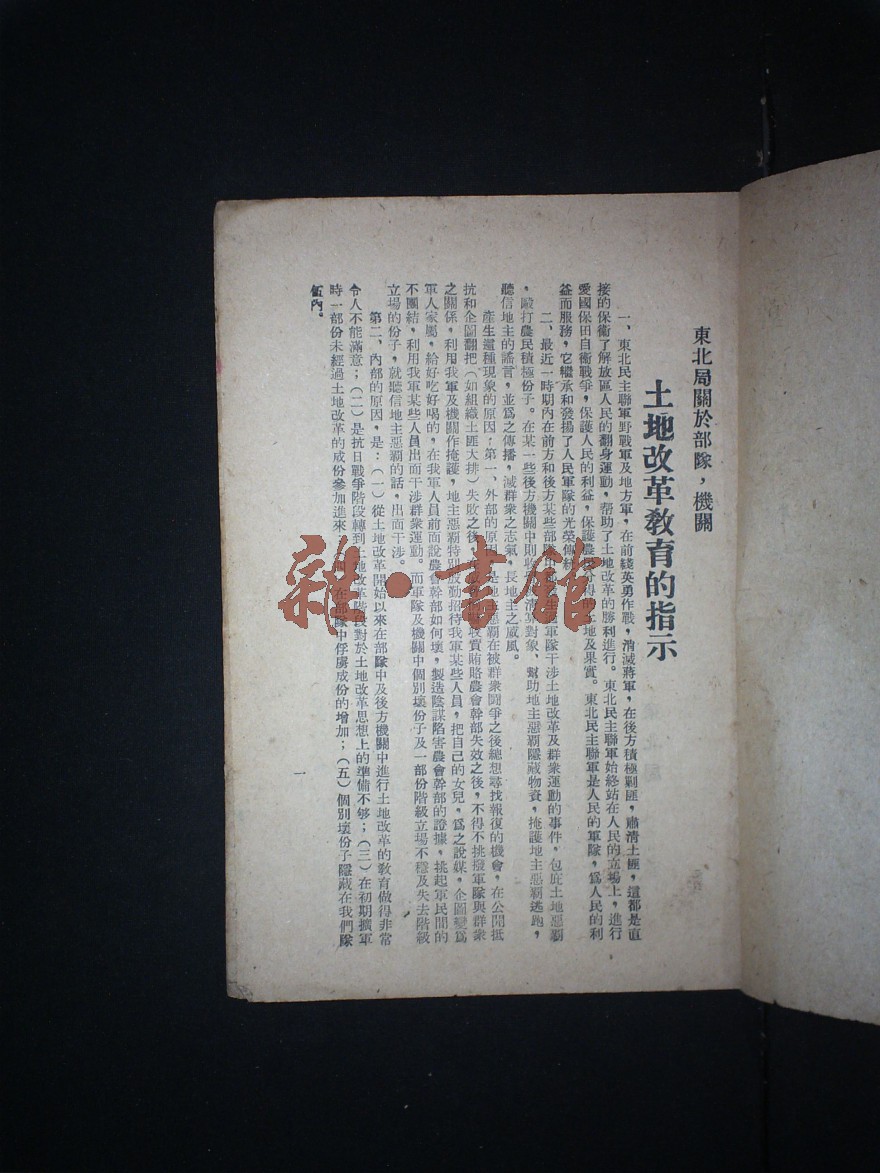 東北局關於部隊，機關
土地改革教育的指示
一、東北民主聯軍野戰軍及地方軍，在前綫英勇作戰，消滅蔣軍，在後方積極剿匪，肅清土匪，這都是直
接的保衛了解放區人民的翻身運動，帮助了土地改革的勝利進行。東北民主聯軍始終站在人民的立場上，進行
愛國保田自衛戰爭，保護人民的利益，保護農民分得的土地及果實。東北民主聯軍是人民的軍隊，爲人民的利
益而服務，它繼承和發揚了人民軍隊的光榮傳統。
二、最近一時期內在前方和後方某些部隊中 生 軍隊干涉土地改革及群衆運動的事件，包庇土地惡霸
，毆打農民積極份子。在某一些後方機關中則收 清算對象、幫助地主惡霸隱藏物資，掩護地主惡霸逃跑，
聽信地主的謠言，並爲之傳播，減群衆之志氣，長地主之威風。
產生這種現象的原因：第一、外部的原因，是地主惡霸在被群衆鬪爭之後總想尋找報復的機會，在公開抵
抗和企圖翻把（如組織土匪大排）失敗之後， 收買賄賂農會幹部失效之後，不得不挑撥軍隊與群衆
之關係，利用我軍及機關作掩護，地主惡霸特別殷勤招待我軍某些人員，把自己的女兒，爲之說媒，企圖變爲
軍人家屬，給好吃好喝的，在我軍人員前面說農會幹部如何壞，製造陰謀陷害農會幹部的證據，挑起軍民間的
不團結，利用我軍某些人員出而干涉群衆運動。而軍隊及機關中個別壞份子及一部份階級立場不穩及失去階級
立場的份子，就聽信地主惡霸的話，出而干涉。
第二、內部的原因，是：（一）從土地改革開始以來在部隊中及後方機關中進行土地改革的教育做得非常
令人不能滿意；（二）是抗日戰爭階段轉到土地改革階段對於土地改革思想上的準備不够；（三）在初期擴軍
時一部份未經過土地改革的成份參加進來 四）在部隊中俘虜成份的增加；（五）個別壞份子隱藏在我們隊
伍內。
一
雜·書館